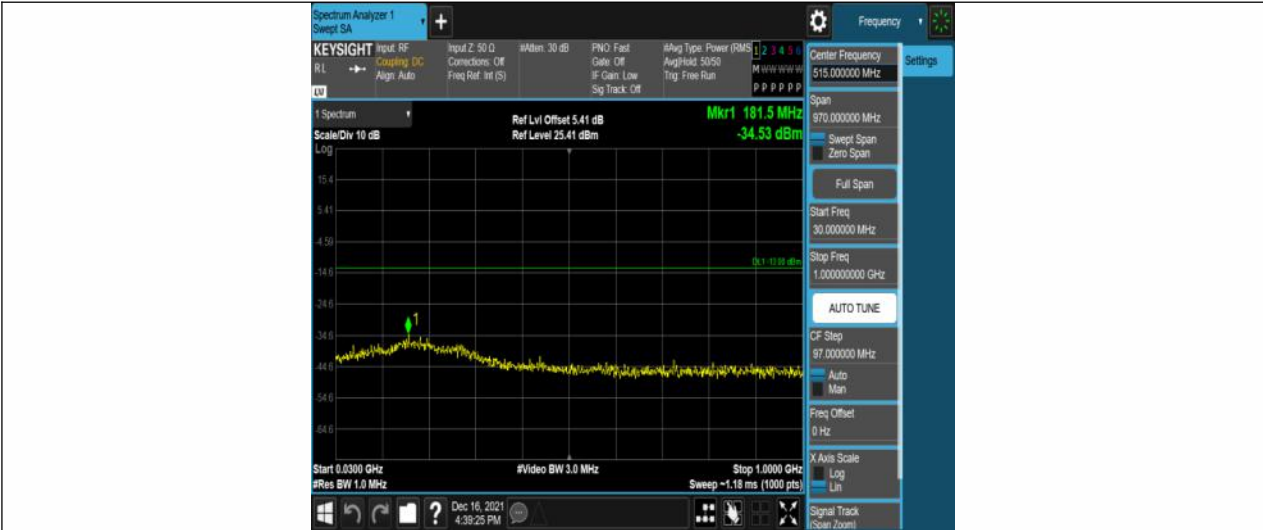 Spectrum Analyzer 1
Swept SA
Frequency
KEYSIGHT
Input: RF
Coupling: DC
Align: Auto
RL
Input Z: 50 Ω
Corrections: Off
Freq Ref: Int (S)
#Atten: 30 dB
PNO: Fast
Gate: Off
IF Gain: Low
Sig Track: Off
#Avg Type: Power (RMS
Avg|Hold: 50/50
Trig: Free Run
1 2 3 4 5 6
M W W W W W
P P P P P P
1 Spectrum
Scale/Div 10 dB
Ref Lvl Offset 5.41 dB
Ref Level 25.41 dBm
Mkr1 181.5 MHz
-34.53 dBm
Log
15.4
5.41
-4.59
DL1 -13.00 dBm
-14.6
-24.6
1
-34.6
-44.6
-54.6
-64.6
Start 0.0300 GHz
#Video BW 3.0 MHz
Stop 1.0000 GHz
#Res BW 1.0 MHz
Sweep ~1.18 ms (1000 pts)
Dec 16, 2021
4:39:25 PM
Center Frequency
515.000000 MHz
Settings
Span
970.000000 MHz
Swept Span
Zero Span
Full Span
Start Freq
30.000000 MHz
Stop Freq
1.000000000 GHz
AUTO TUNE
CF Step
97.000000 MHz
Auto
Man
Freq Offset
0 Hz
X Axis Scale
Log
Lin
Signal Track
(Span Zoom)